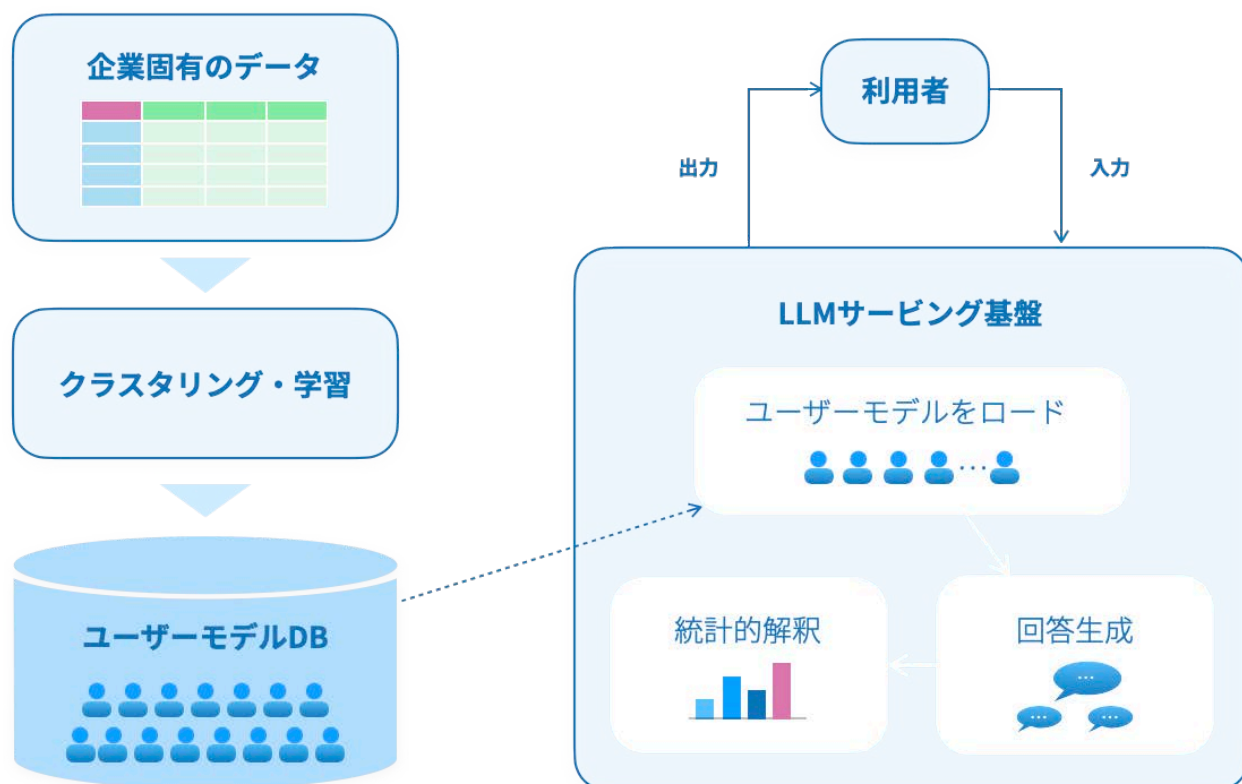 企業固有のデータ
クラスタリング・学習
ユーザーモデルDB
利用者
出力
入力
LLMサービング基盤
ユーザーモデルをロード
統計的解釈
回答生成